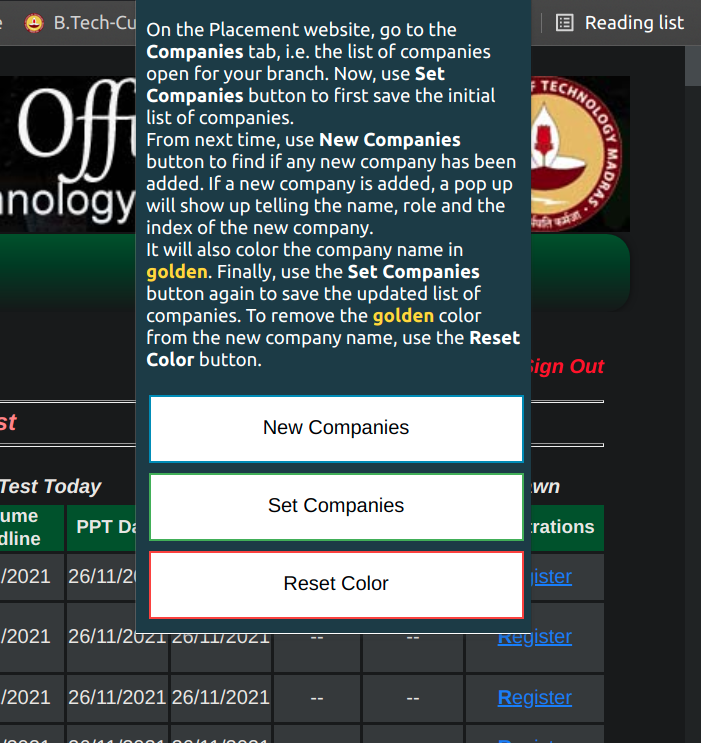 e B.Tech-Cu
Reading list
On the Placement website, go to the
Companies tab, i.e. the list of companies
open for your branch. Now, use Set
Companies button to first save the initial
list of companies.
From next time, use New Companies
button to find if any new company has been
added. If a new company is added, a pop up
will show up telling the name, role and the
index of the new company.
It will also color the company name in
golden. Finally, use the Set Companies
button again to save the updated list of
companies. To remove the golden color
from the new company name, use the Reset
Color button.
New Companies
Set Companies
Reset Color
Offi
nology
F TECHNOLOGY MADRAS
Sign Out
st
Test Today
wn
ume
dline
PPT Da
trations
/2021 26/11/20 gister
/2021 26/11/2021 26/11/2021 -- -- Register
/2021 26/11/2021 26/11/2021 -- -- Register